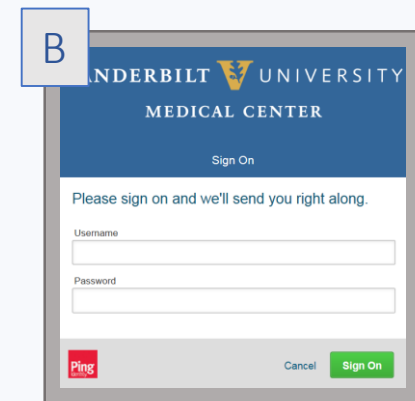 B
ANDERBILT V UNIVERSITY
MEDICAL CENTER
Sign On
Please sign on and we'll send you right along.
Username
Password
Ping
Cancel Sign On